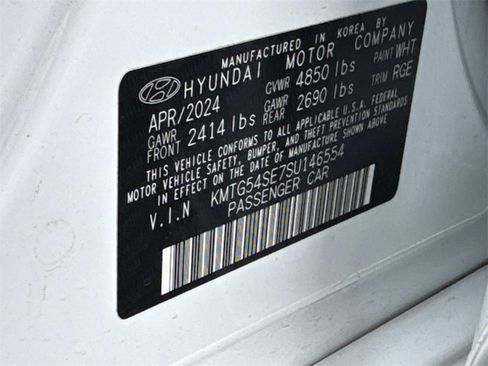 MANUFACTURED IN KOREA BY
HYUNDAI MOTOR COMPANY
APR/2024 GVWR 4850 lbs PAINT WHT
GAWR FRONT 2414 lbs GAWR REAR 2690 lbs TRIM RGE
THIS VEHICLE CONFORMS TO ALL APPLICABLE U.S.A. FEDERAL
MOTOR VEHICLE SAFETY, BUMPER, AND THEFT PREVENTION STANDARDS
IN EFFECT ON THE DATE OF MANUFACTURE SHOWN ABOVE.
V.I.N KMTG54SE7SU146554
PASSENGER CAR